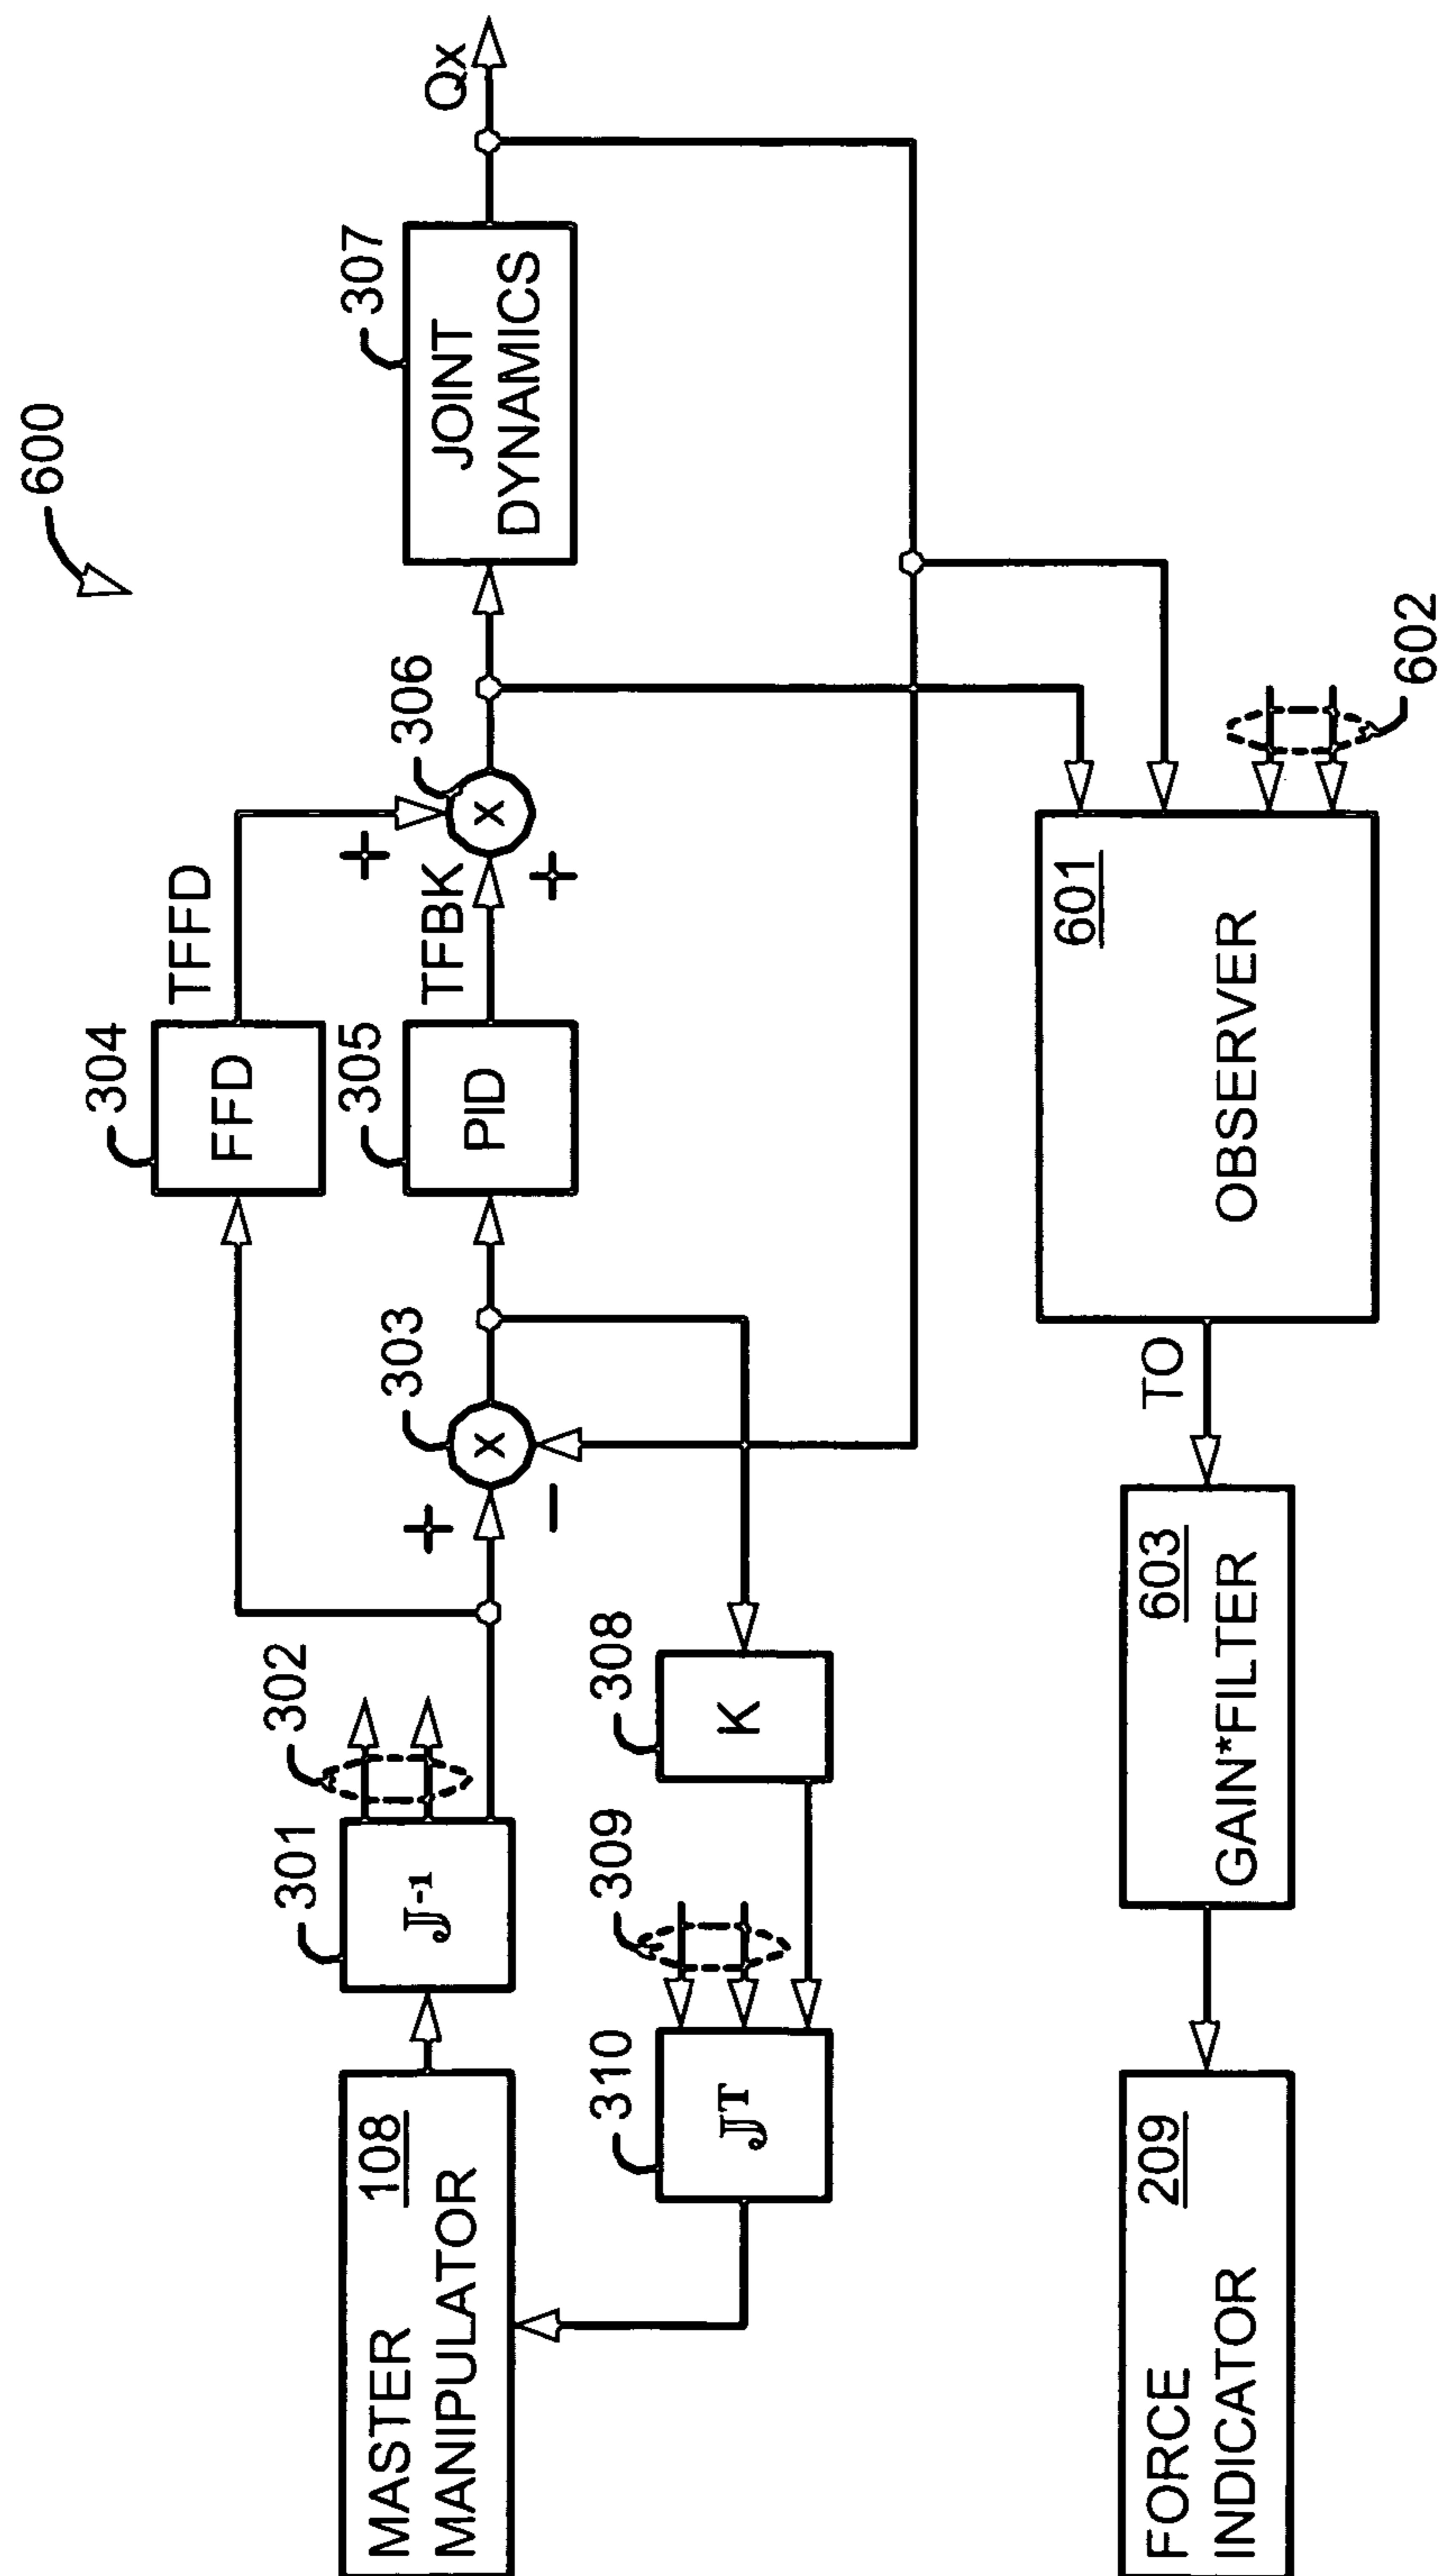 600
304
FFD
TFFD
302
301
J-1
303
+
X
−
305
PID
TFBK
+
306
X
+
307
JOINT
DYNAMICS
Qx
108
MASTER
MANIPULATOR
310
JT
309
308
K
209
FORCE
INDICATOR
603
GAIN*FILTER
TO
601
OBSERVER
602